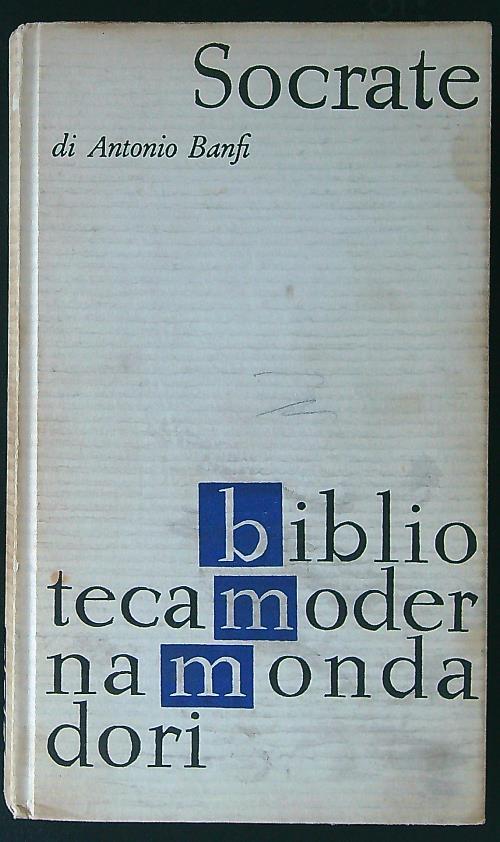 Socrate
di Antonio Banfi
biblio
tecamoder
namonda
dori